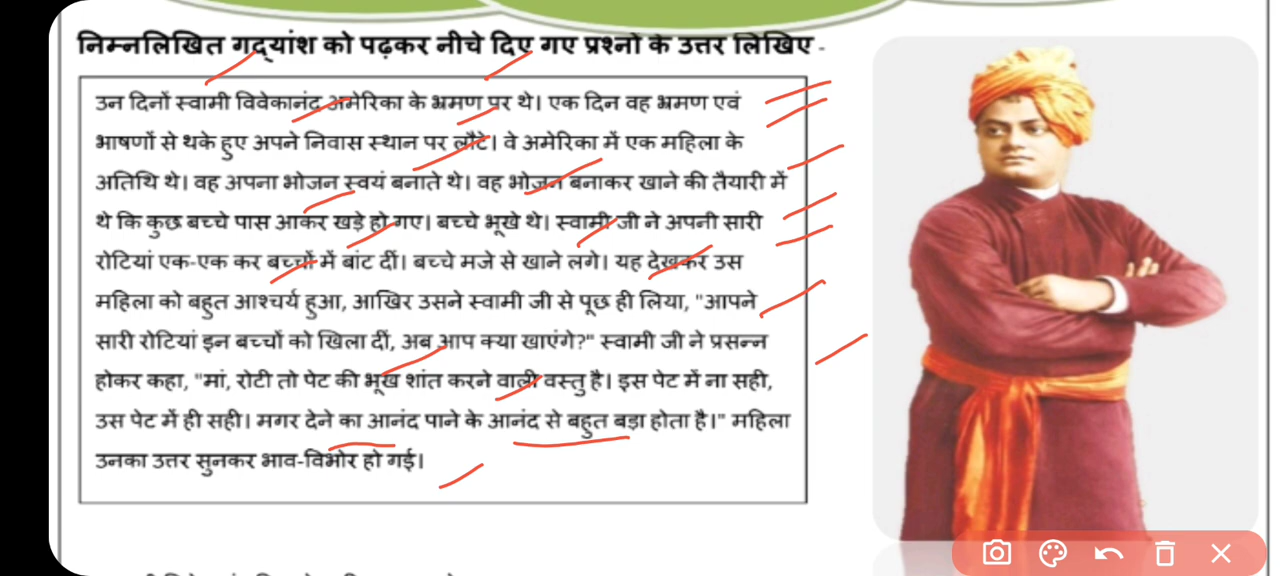 निम्नलिखित गद्यांश को पढ़कर नीचे दिए गए प्रश्नों के उत्तर लिखिए -
उन दिनों स्वामी विवेकानंद अमेरिका के भ्रमण पर थे। एक दिन वह भ्रमण एवं
भाषणों से थके हुए अपने निवास स्थान पर लौटे। वे अमेरिका में एक महिला के
अतिथि थे। वह अपना भोजन स्वयं बनाते थे। वह भोजन बनाकर खाने की तैयारी में
थे कि कुछ बच्चे पास आकर खड़े हो गए। बच्चे भूखे थे। स्वामी जी ने अपनी सारी
रोटियां एक-एक कर बच्चों में बांट दीं। बच्चे मजे से खाने लगे। यह देखकर उस
महिला को बहुत आश्चर्य हुआ, आखिर उसने स्वामी जी से पूछ ही लिया, "आपने
सारी रोटियां इन बच्चों को खिला दीं, अब आप क्या खाएंगे?" स्वामी जी ने प्रसन्न
होकर कहा, "मां, रोटी तो पेट की भूख शांत करने वाली वस्तु है। इस पेट में ना सही,
उस पेट में ही सही। मगर देने का आनंद पाने के आनंद से बहुत बड़ा होता है।" महिला
उनका उत्तर सुनकर भाव-विभोर हो गई।